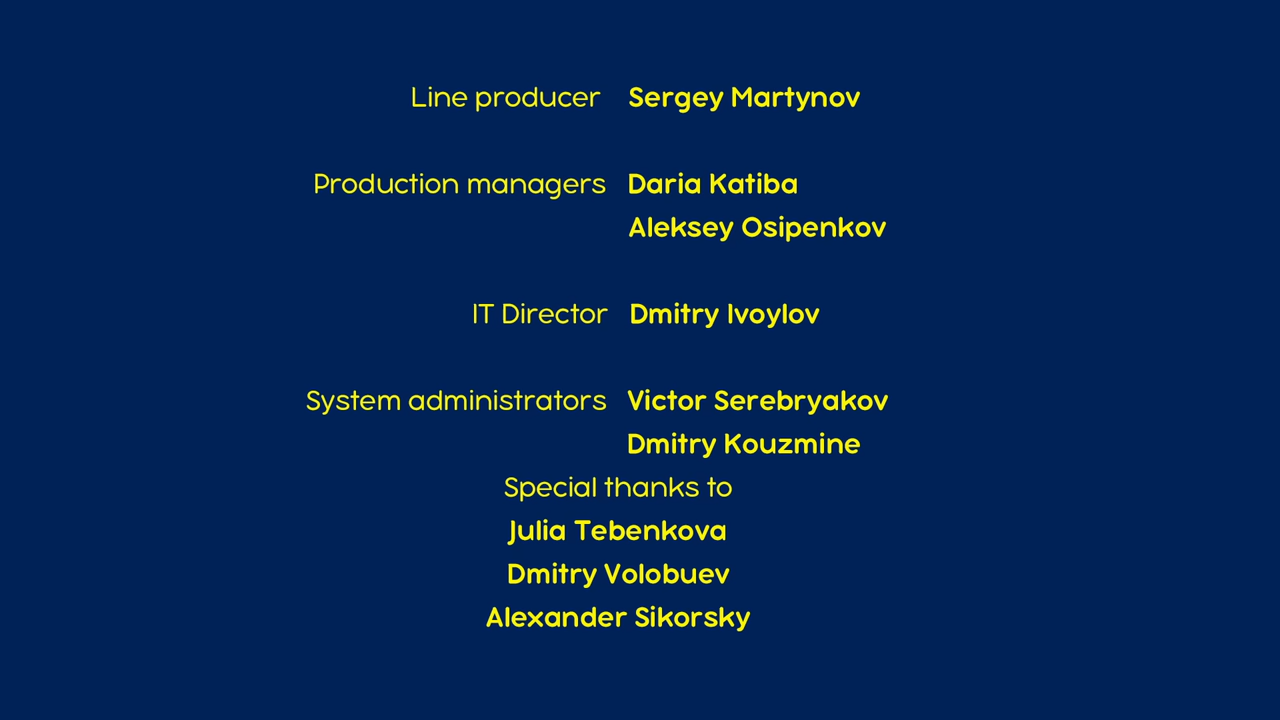 Line producer Sergey Martynov
Production managers Daria Katiba
Aleksey Osipenkov
IT Director Dmitry Ivoylov
System administrators Victor Serebryakov
Dmitry Kouzmine
Special thanks to
Julia Tebenkova
Dmitry Volobuev
Alexander Sikorsky